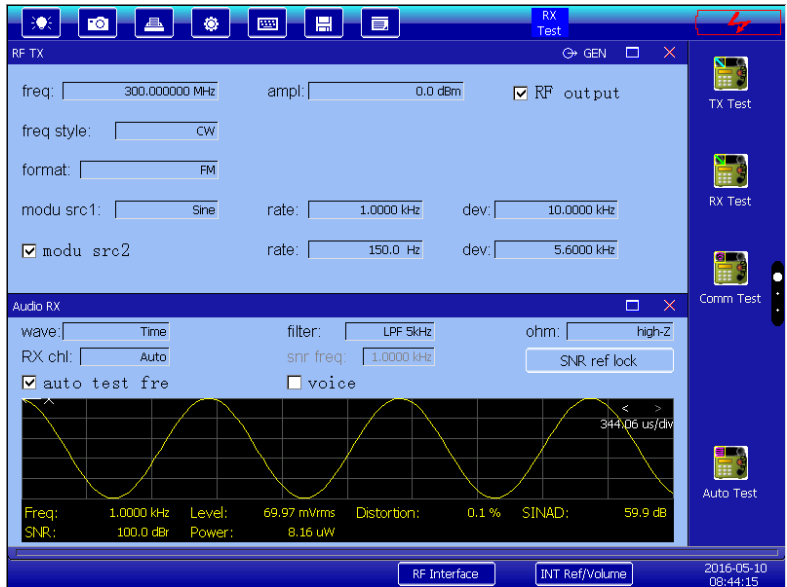 RX
Test
RF TX GEN
freq: 300.000000 MHz ampl: 0.0 dBm RF output
TX Test
freq style: CW
format: FM
modu src1: Sine rate: 1.0000 kHz dev: 10.0000 kHz
RX Test
modu src2 rate: 150.0 Hz dev: 5.6000 kHz
Comm Test
Audio RX
wave: Time filter: LPF 5kHz ohm: high-Z
RX chl: Auto snr freq: 1.0000 kHz SNR ref lock
auto test fre voice
< >
344.06 us/div
Auto Test
Freq: 1.0000 kHz Level: 69.97 mVrms Distortion: 0.1 % SINAD: 59.9 dB
SNR: 100.0 dBr Power: 8.16 uW
RF Interface INT Ref/Volume 2016-05-10
08:44:15